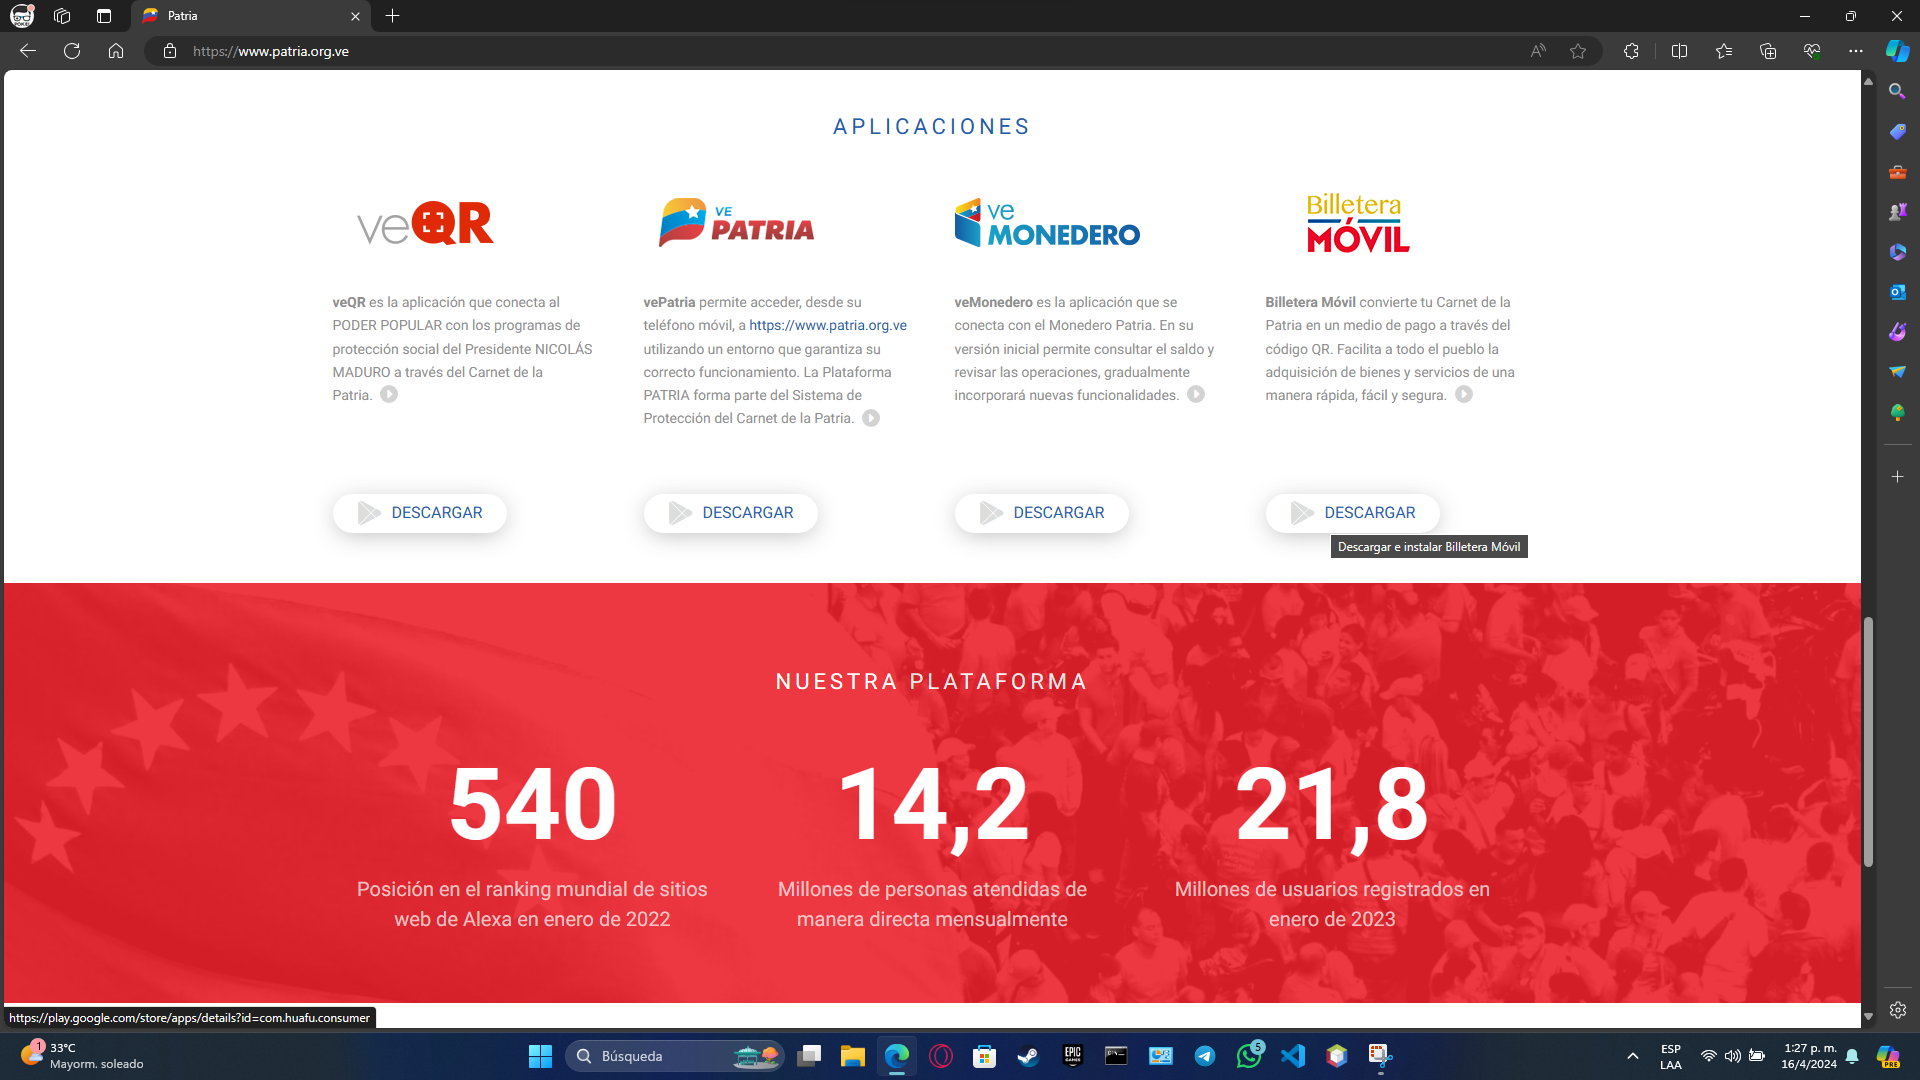 Patria
https://www.patria.org.ve
APLICACIONES
veQR
VE
PATRIA
ve
MONEDERO
Billetera
MÓVIL
veQR es la aplicación que conecta al
PODER POPULAR con los programas de
protección social del Presidente NICOLÁS
MADURO a través del Carnet de la
Patria.
vePatria permite acceder, desde su
teléfono móvil, a https://www.patria.org.ve
utilizando un entorno que garantiza su
correcto funcionamiento. La Plataforma
PATRIA forma parte del Sistema de
Protección del Carnet de la Patria.
veMonedero es la aplicación que se
conecta con el Monedero Patria. En su
versión inicial permite consultar el saldo y
revisar las operaciones, gradualmente
incorporará nuevas funcionalidades.
Billetera Móvil convierte tu Carnet de la
Patria en un medio de pago a través del
código QR. Facilita a todo el pueblo la
adquisición de bienes y servicios de una
manera rápida, fácil y segura.
DESCARGAR
DESCARGAR
DESCARGAR
DESCARGAR
Descargar e instalar Billetera Móvil
NUESTRA PLATAFORMA
540
Posición en el ranking mundial de sitios
web de Alexa en enero de 2022
14,2
Millones de personas atendidas de
manera directa mensualmente
21,8
Millones de usuarios registrados en
enero de 2023
https://play.google.com/store/apps/details?id=com.huafu.consumer
1
33°C
Mayorm. soleado
Búsqueda
EPIC
GAMES
5
ESP
LAA
1:27 p. m.
16/4/2024
PRE